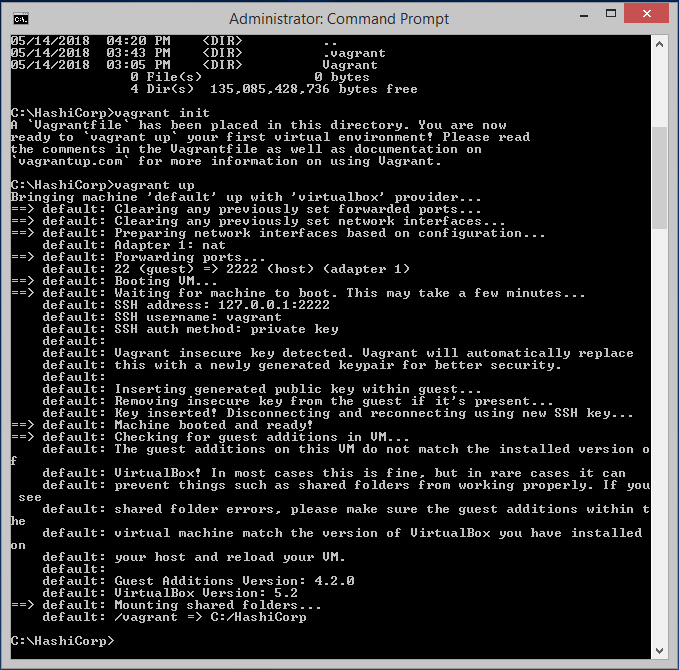 Administrator: Command Prompt
05/14/2018  04:20 PM    <DIR>          ..
05/14/2018  03:43 PM    <DIR>          .vagrant
05/14/2018  03:05 PM    <DIR>          Vagrant
               0 File(s)              0 bytes
               4 Dir(s)  135,085,428,736 bytes free
C:\HashiCorp>vagrant init
A `Vagrantfile` has been placed in this directory. You are now
ready to `vagrant up` your first virtual environment! Please read
the comments in the Vagrantfile as well as documentation on
`vagrantup.com` for more information on using Vagrant.
C:\HashiCorp>vagrant up
Bringing machine 'default' up with 'virtualbox' provider...
==> default: Clearing any previously set forwarded ports...
==> default: Clearing any previously set network interfaces...
==> default: Preparing network interfaces based on configuration...
    default: Adapter 1: nat
==> default: Forwarding ports...
    default: 22 (guest) => 2222 (host) (adapter 1)
==> default: Booting VM...
==> default: Waiting for machine to boot. This may take a few minutes...
    default: SSH address: 127.0.0.1:2222
    default: SSH username: vagrant
    default: SSH auth method: private key
    default:
    default: Vagrant insecure key detected. Vagrant will automatically replace
    default: this with a newly generated keypair for better security.
    default:
    default: Inserting generated public key within guest...
    default: Removing insecure key from the guest if it's present...
    default: Key inserted! Disconnecting and reconnecting using new SSH key...
==> default: Machine booted and ready!
==> default: Checking for guest additions in VM...
    default: The guest additions on this VM do not match the installed version o
f
    default: VirtualBox! In most cases this is fine, but in rare cases it can
    default: prevent things such as shared folders from working properly. If you
 see
    default: shared folder errors, please make sure the guest additions within t
he
    default: virtual machine match the version of VirtualBox you have installed
on
    default: your host and reload your VM.
    default:
    default: Guest Additions Version: 4.2.0
    default: VirtualBox Version: 5.2
==> default: Mounting shared folders...
    default: /vagrant => C:/HashiCorp
C:\HashiCorp>